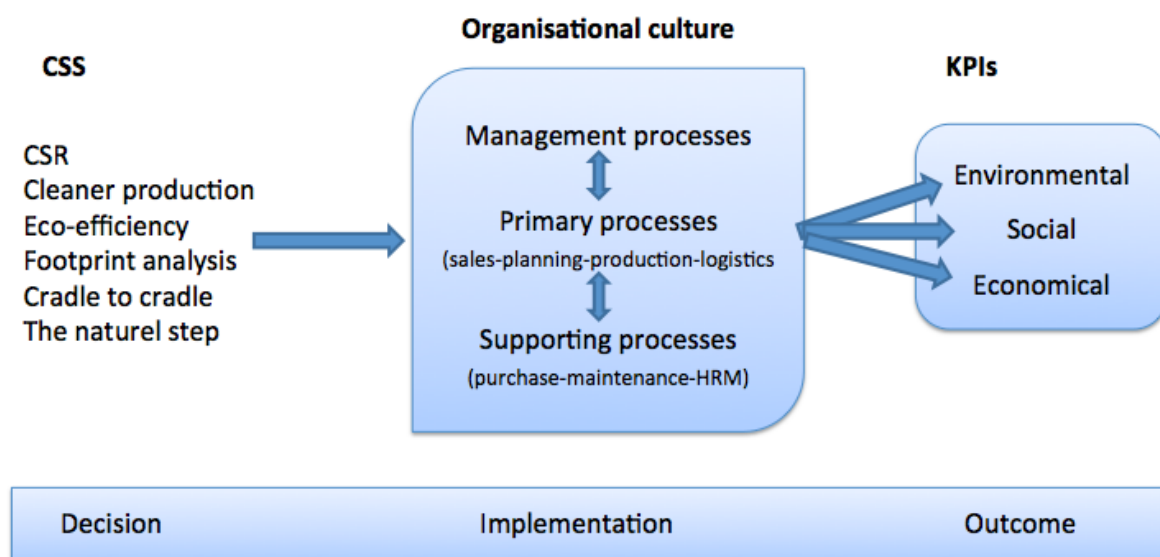 Organisational culture
CSS
KPIs
CSR
Cleaner production
Eco-efficiency
Footprint analysis
Cradle to cradle
The naturel step
Management processes
Primary processes
(sales-planning-production-logistics
Supporting processes
(purchase-maintenance-HRM)
Environmental
Social
Economical
Decision
Implementation
Outcome